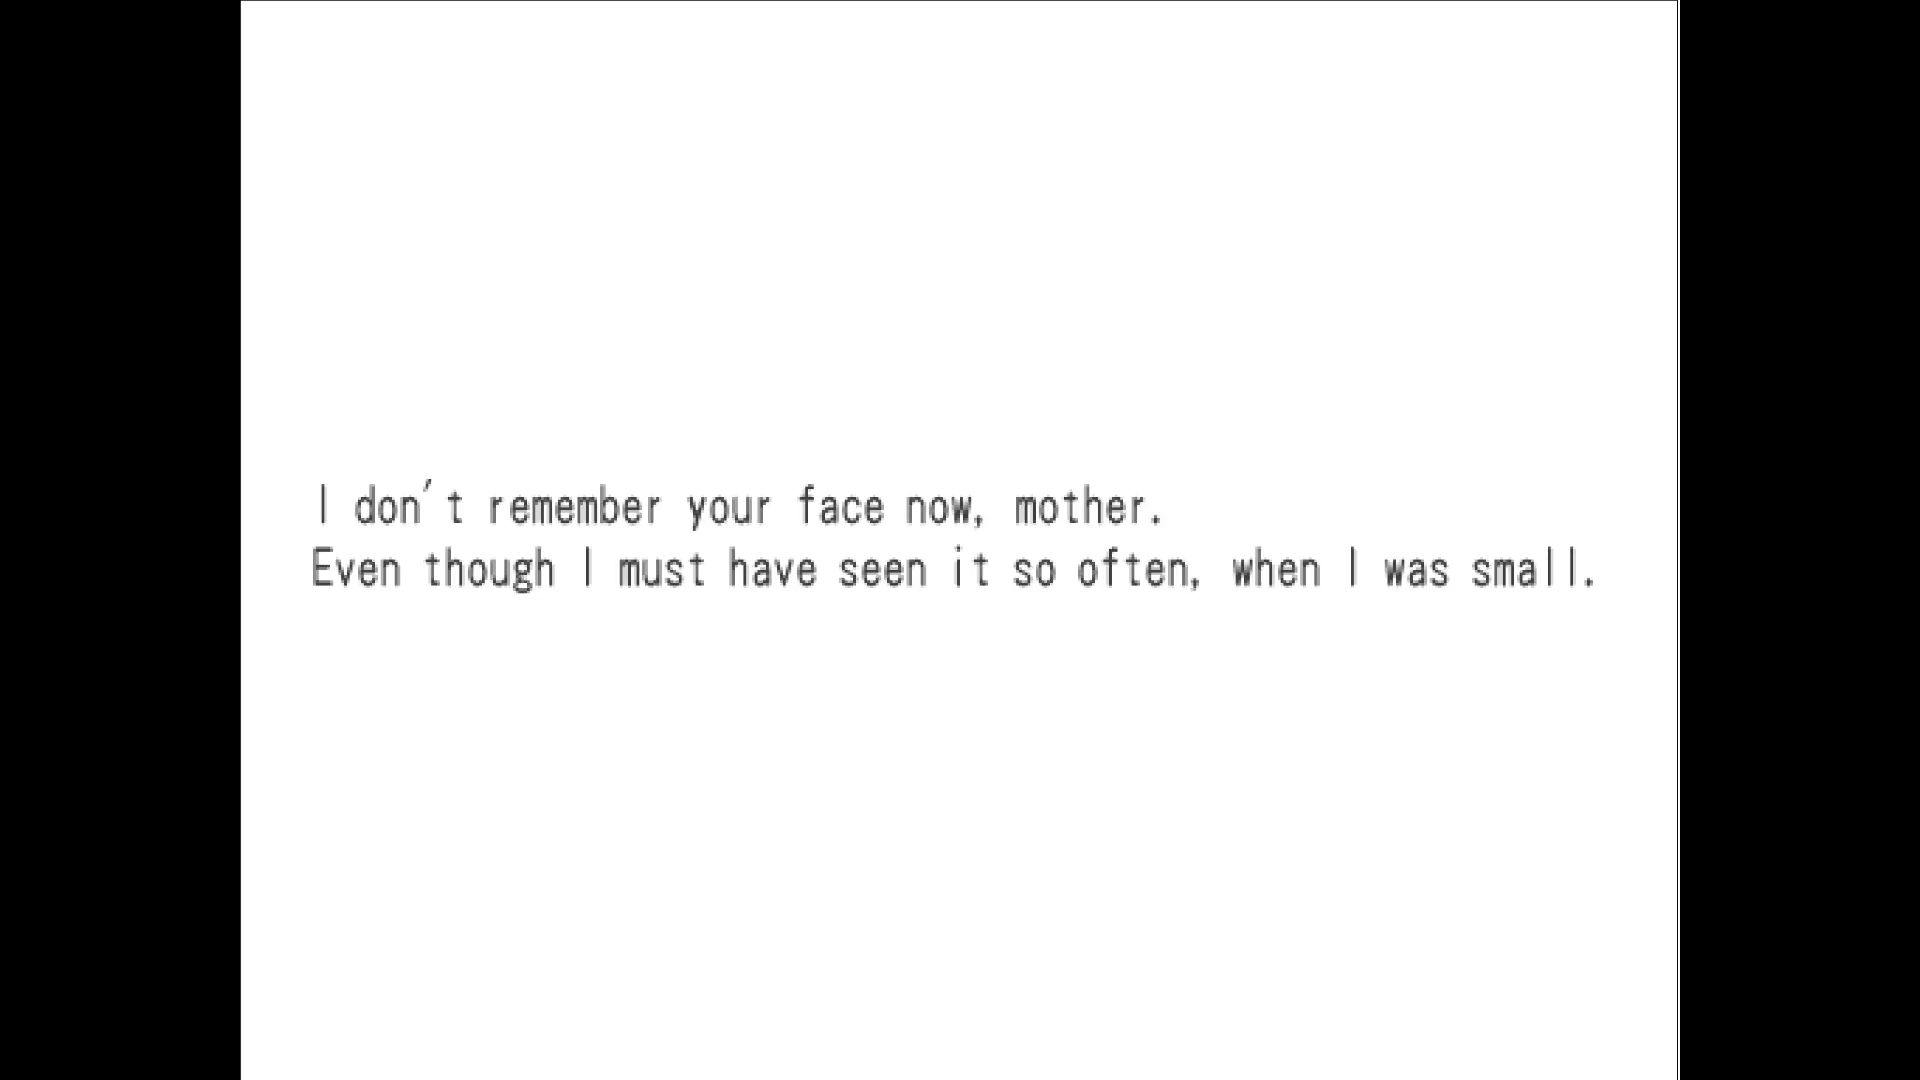 I don't remember your face now, mother.
Even though I must have seen it so often, when I was small.